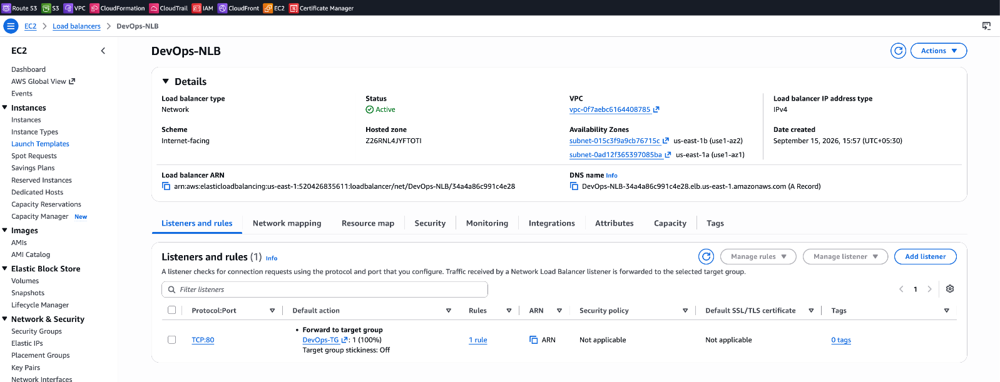 Route 53 S3 VPC CloudFormation CloudTrail IAM CloudFront EC2 Certificate Manager
EC2 Load balancers DevOps-NLB
EC2
Dashboard
AWS Global View
Events
Instances
Instances
Instance Types
Launch Templates
Spot Requests
Savings Plans
Reserved Instances
Dedicated Hosts
Capacity Reservations
Capacity Manager New
Images
AMIs
AMI Catalog
Elastic Block Store
Volumes
Snapshots
Lifecycle Manager
Network & Security
Security Groups
Elastic IPs
Placement Groups
Key Pairs
Network Interfaces
DevOps-NLB
Actions
Details
Load balancer type
Network
Status
Active
VPC
vpc-0f7aebc6164408785
Load balancer IP address type
IPv4
Scheme
Internet-facing
Hosted zone
Z26RNL4JYFTOTI
Availability Zones
subnet-015c3f9a9cb76715c us-east-1b (use1-az2)
subnet-0ad12f365397085ba us-east-1a (use1-az1)
Date created
September 15, 2026, 15:57 (UTC+05:30)
Load balancer ARN
arn:aws:elasticloadbalancing:us-east-1:520426835611:loadbalancer/net/DevOps-NLB/34a4a86c991c4e28
DNS name Info
DevOps-NLB-34a4a86c991c4e28.elb.us-east-1.amazonaws.com (A Record)
Listeners and rules Network mapping Resource map Security Monitoring Integrations Attributes Capacity Tags
Listeners and rules (1) Info
Manage rules Manage listener Add listener
A listener checks for connection requests using the protocol and port that you configure. Traffic received by a Network Load Balancer listener is forwarded to the selected target group.
Filter listeners
1
Protocol:Port Default action Rules ARN Security policy Default SSL/TLS certificate Tags
• Forward to target group
TCP:80 DevOps-TG : 1 (100%) 1 rule ARN Not applicable Not applicable 0 tags
Target group stickiness: Off